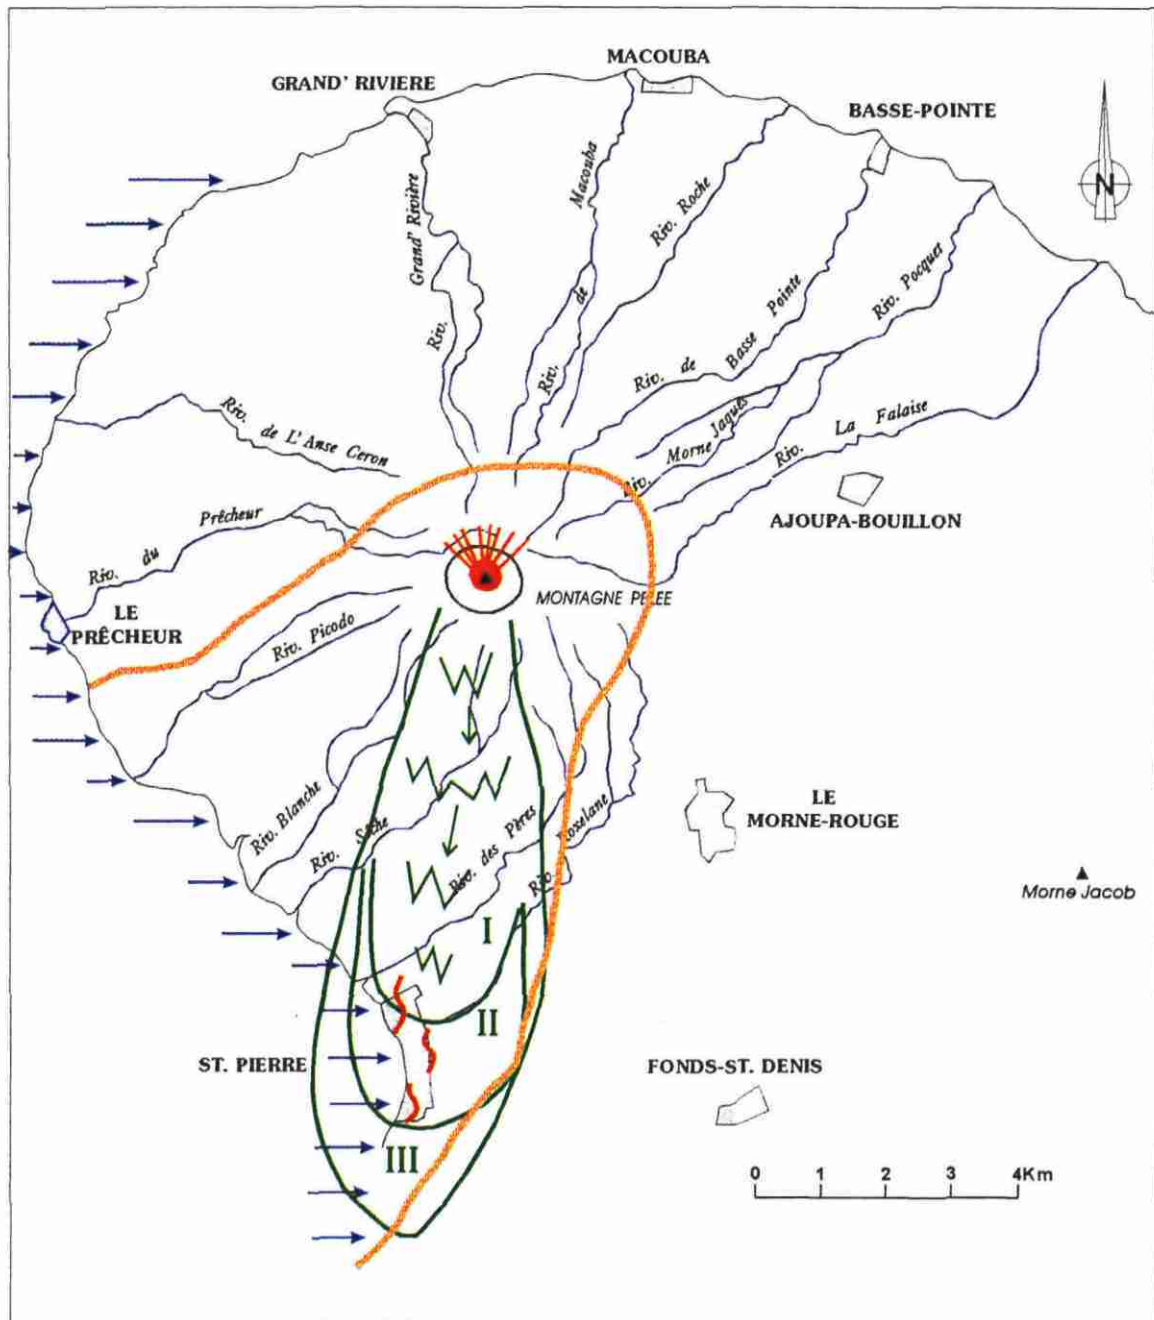 MACOUBA
GRAND' RIVIERE
BASSE-POINTE
N
Riv. Grand' Rivière
Riv. de Macouba
Riv. Roche
Riv. de Basse Pointe
Riv. Pocquet
Riv. Morne Jaques
Riv. La Falaise
Riv.
de L'Anse Ceron
AJOUPA-BOUILLON
Riv. du Prêcheur
MONTAGNE PELEE
LE
PRÊCHEUR
Riv. Picodo
Riv. Blanche
Riv. Sèche
Riv. des Pères
Riv. Roxelane
LE
MORNE-ROUGE
Morne Jacob
I
II
III
ST. PIERRE
FONDS-ST. DENIS
0 1 2 3 4Km